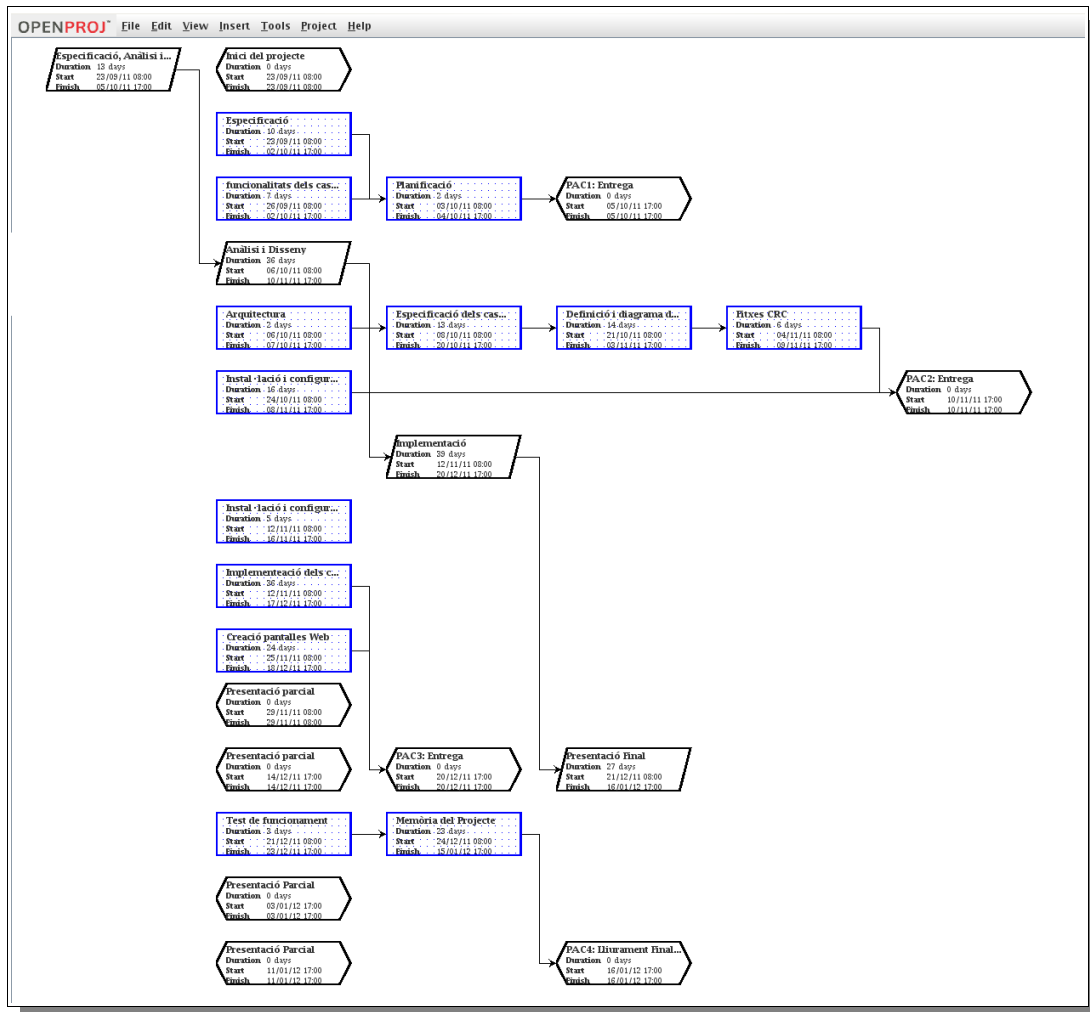 OPENPROJ File Edit View Insert Tools Project Help
Especificació, Anàlisi i...
Duration 13 days
Start 23/09/11 08:00
Finish 05/10/11 17:00
Inici del projecte
Duration 0 days
Start 23/09/11 08:00
Finish 23/09/11 08:00
Especificació
Duration 10 days
Start 23/09/11 08:00
Finish 02/10/11 17:00
funcionalitats dels cas...
Duration 7 days
Start 26/09/11 08:00
Finish 02/10/11 17:00
Planificació
Duration 2 days
Start 03/10/11 08:00
Finish 04/10/11 17:00
PAC1: Entrega
Duration 0 days
Start 05/10/11 17:00
Finish 05/10/11 17:00
Anàlisi i Disseny
Duration 36 days
Start 06/10/11 08:00
Finish 10/11/11 17:00
Arquitectura
Duration 2 days
Start 06/10/11 08:00
Finish 07/10/11 17:00
Especificació dels cas...
Duration 13 days
Start 08/10/11 08:00
Finish 20/10/11 17:00
Definició i diagrama d...
Duration 14 days
Start 21/10/11 08:00
Finish 03/11/11 17:00
Fitxes CRC
Duration 6 days
Start 04/11/11 08:00
Finish 09/11/11 17:00
Instal·lació i configur...
Duration 16 days
Start 24/10/11 08:00
Finish 08/11/11 17:00
PAC2: Entrega
Duration 0 days
Start 10/11/11 17:00
Finish 10/11/11 17:00
Implementació
Duration 39 days
Start 12/11/11 08:00
Finish 20/12/11 17:00
Instal·lació i configur...
Duration 5 days
Start 12/11/11 08:00
Finish 16/11/11 17:00
Implementeació dels c...
Duration 36 days
Start 12/11/11 08:00
Finish 17/12/11 17:00
Creació pantalles Web
Duration 24 days
Start 25/11/11 08:00
Finish 18/12/11 17:00
Presentació parcial
Duration 0 days
Start 29/11/11 08:00
Finish 29/11/11 08:00
Presentació parcial
Duration 0 days
Start 14/12/11 17:00
Finish 14/12/11 17:00
PAC3: Entrega
Duration 0 days
Start 20/12/11 17:00
Finish 20/12/11 17:00
Presentació Final
Duration 27 days
Start 21/12/11 08:00
Finish 16/01/12 17:00
Test de funcionament
Duration 3 days
Start 21/12/11 08:00
Finish 23/12/11 17:00
Memòria del Projecte
Duration 23 days
Start 24/12/11 08:00
Finish 15/01/12 17:00
Presentació Parcial
Duration 0 days
Start 03/01/12 17:00
Finish 03/01/12 17:00
Presentació Parcial
Duration 0 days
Start 11/01/12 17:00
Finish 11/01/12 17:00
PAC4: Lliurament Final...
Duration 0 days
Start 16/01/12 17:00
Finish 16/01/12 17:00